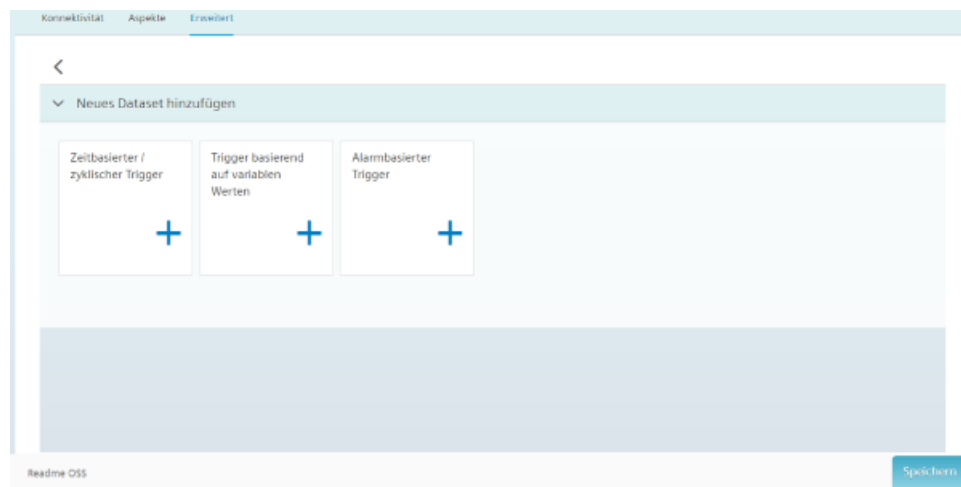 Konnektivität Aspekte Erweitert
Neues Dataset hinzufügen
Zeitbasierter /
zyklischer Trigger
Trigger basierend
auf variablen
Werten
Alarmbasierter
Trigger
Readme OSS
Speichern